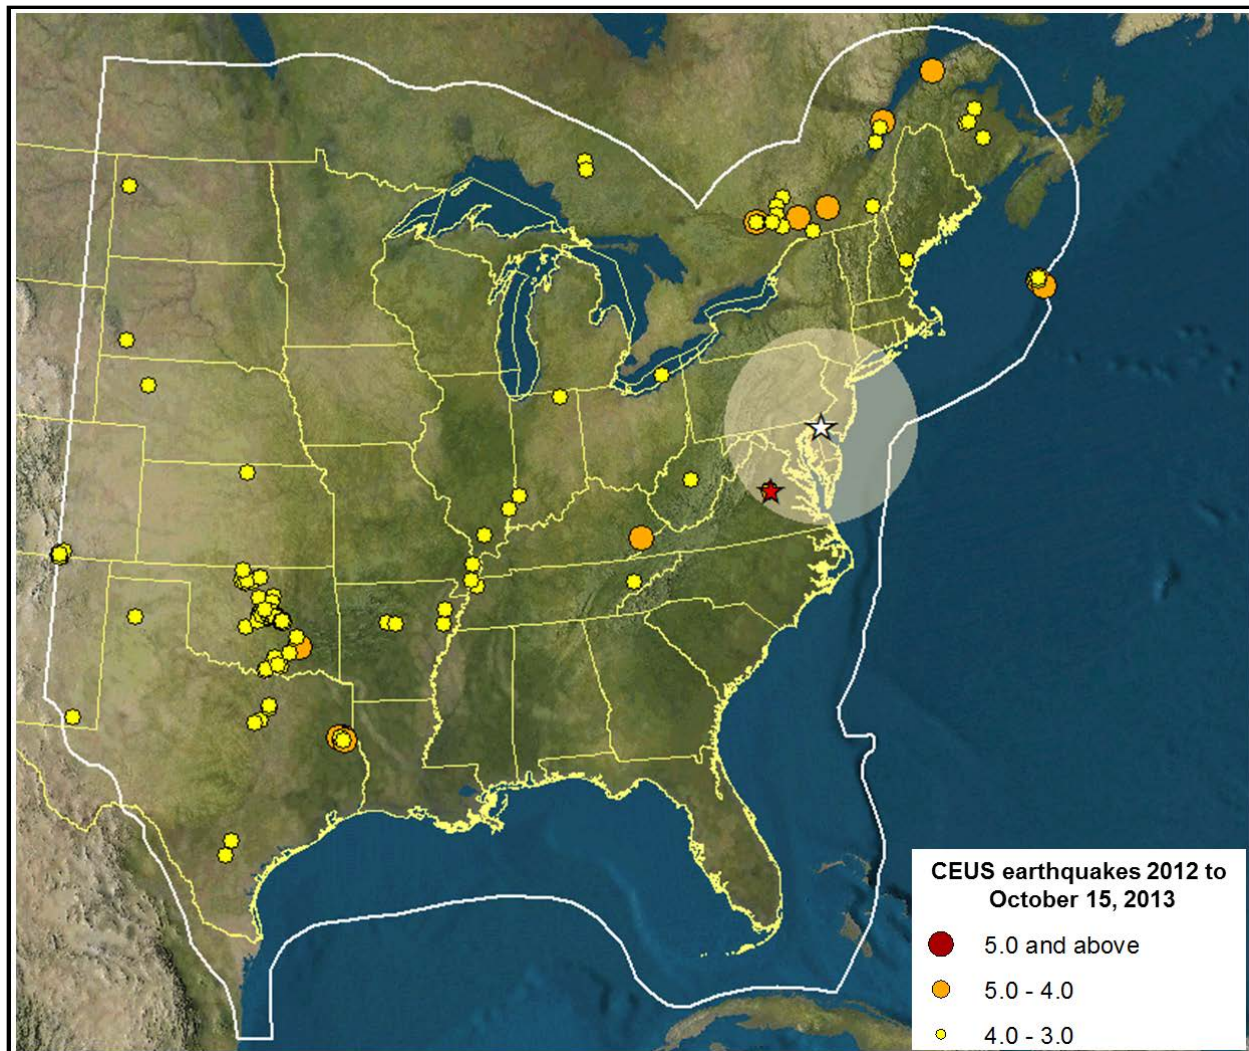 CEUS earthquakes 2012 to
October 15, 2013
5.0 and above
5.0 - 4.0
4.0 - 3.0